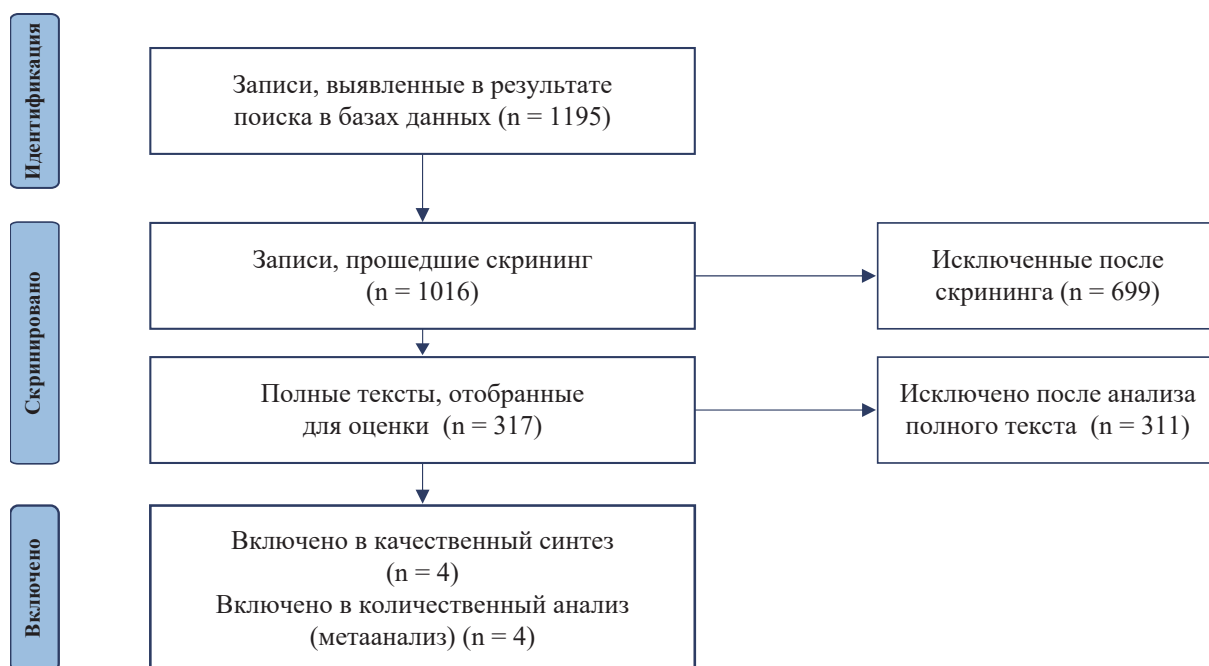 Идентификация
Записи, выявленные в результате
поиска в базах данных (n = 1195)
Скринировано
Записи, прошедшие скрининг
(n = 1016)
Исключенные после
скрининга (n = 699)
Полные тексты, отобранные
для оценки (n = 317)
Исключено после анализа
полного текста (n = 311)
Включено
Включено в качественный синтез
(n = 4)
Включено в количественный анализ
(метаанализ) (n = 4)